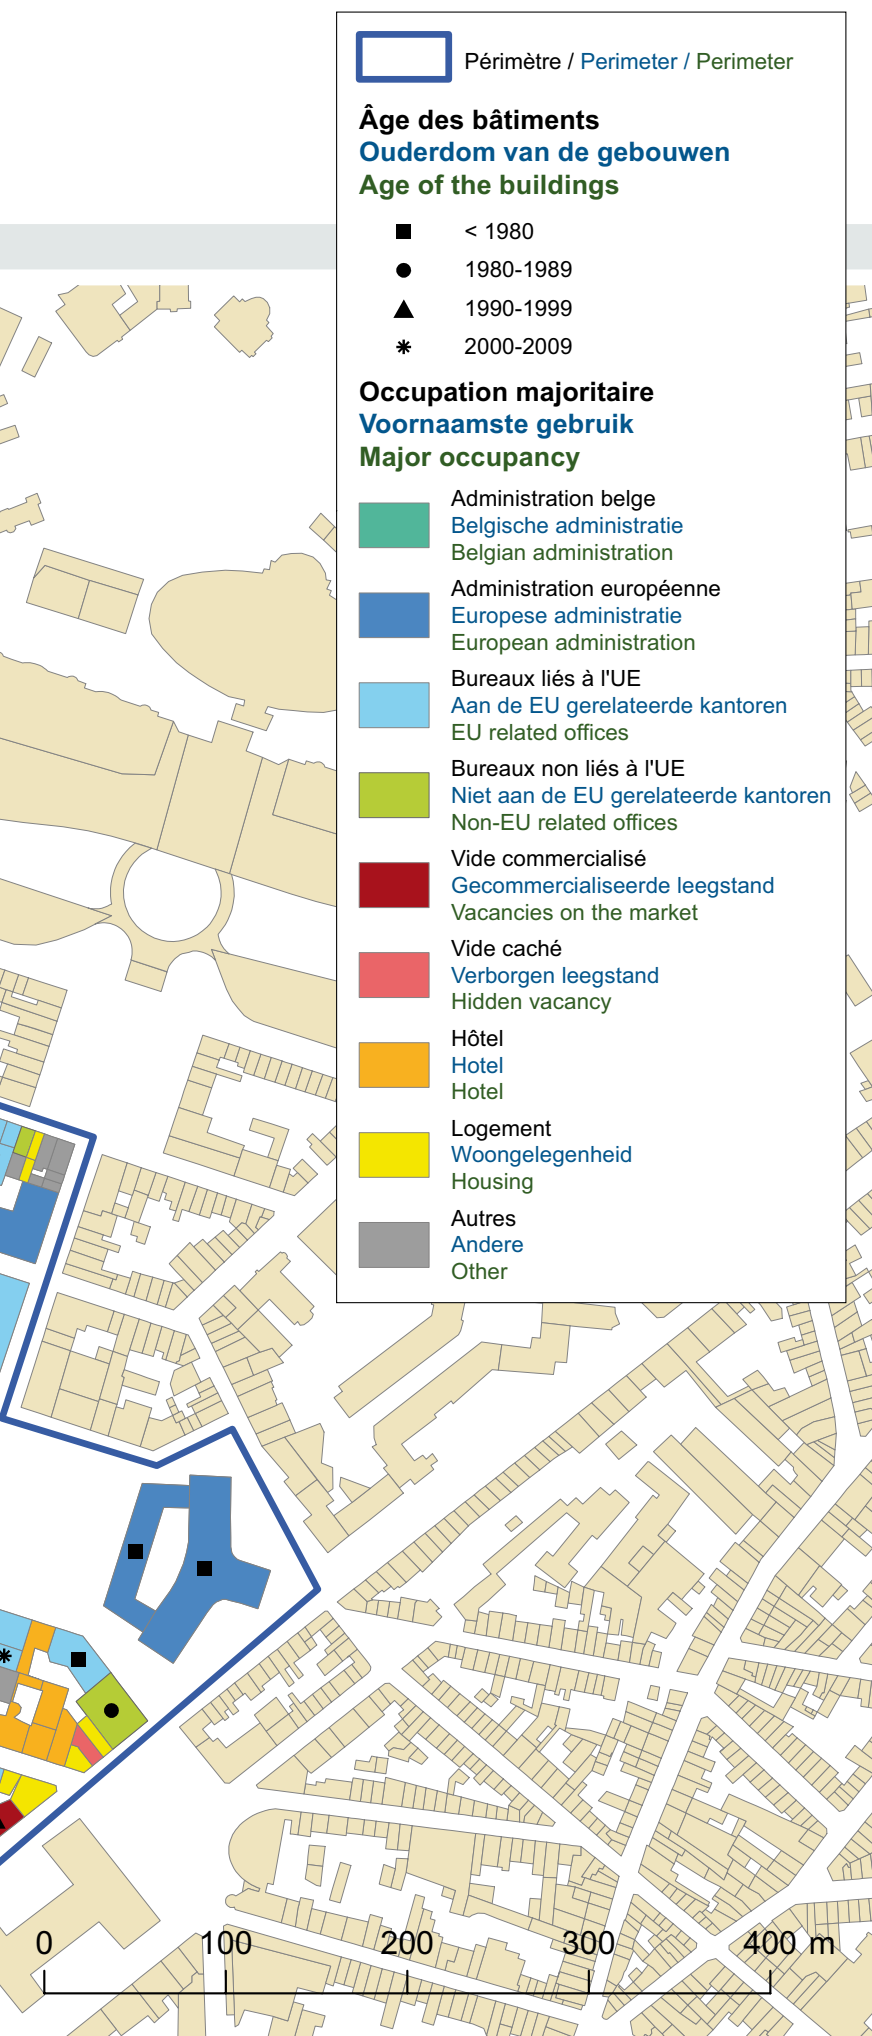 Périmètre / Perimeter / Perimeter
Âge des bâtiments
Ouderdom van de gebouwen
Age of the buildings
< 1980
1980-1989
1990-1999
2000-2009
Occupation majoritaire
Voornaamste gebruik
Major occupancy
Administration belge
Belgische administratie
Belgian administration
Administration européenne
Europese administratie
European administration
Bureaux liés à l'UE
Aan de EU gerelateerde kantoren
EU related offices
Bureaux non liés à l'UE
Niet aan de EU gerelateerde kantoren
Non-EU related offices
Vide commercialisé
Gecommercialiseerde leegstand
Vacancies on the market
Vide caché
Verborgen leegstand
Hidden vacancy
Hôtel
Hotel
Hotel
Logement
Woongelegenheid
Housing
Autres
Andere
Other
0 100 200 300 400 m